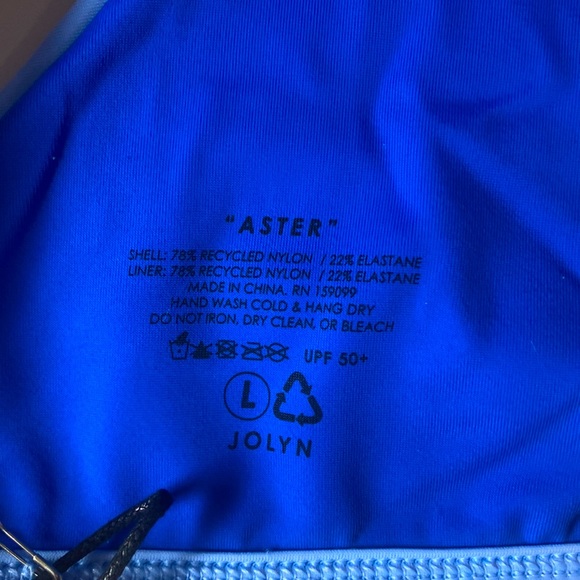 "ASTER"
SHELL: 78% RECYCLED NYLON / 22% ELASTANE
LINER: 78% RECYCLED NYLON / 22% ELASTANE
MADE IN CHINA. RN 159099
HAND WASH COLD & HANG DRY
DO NOT IRON, DRY CLEAN, OR BLEACH
UPF 50+
L
JOLYN